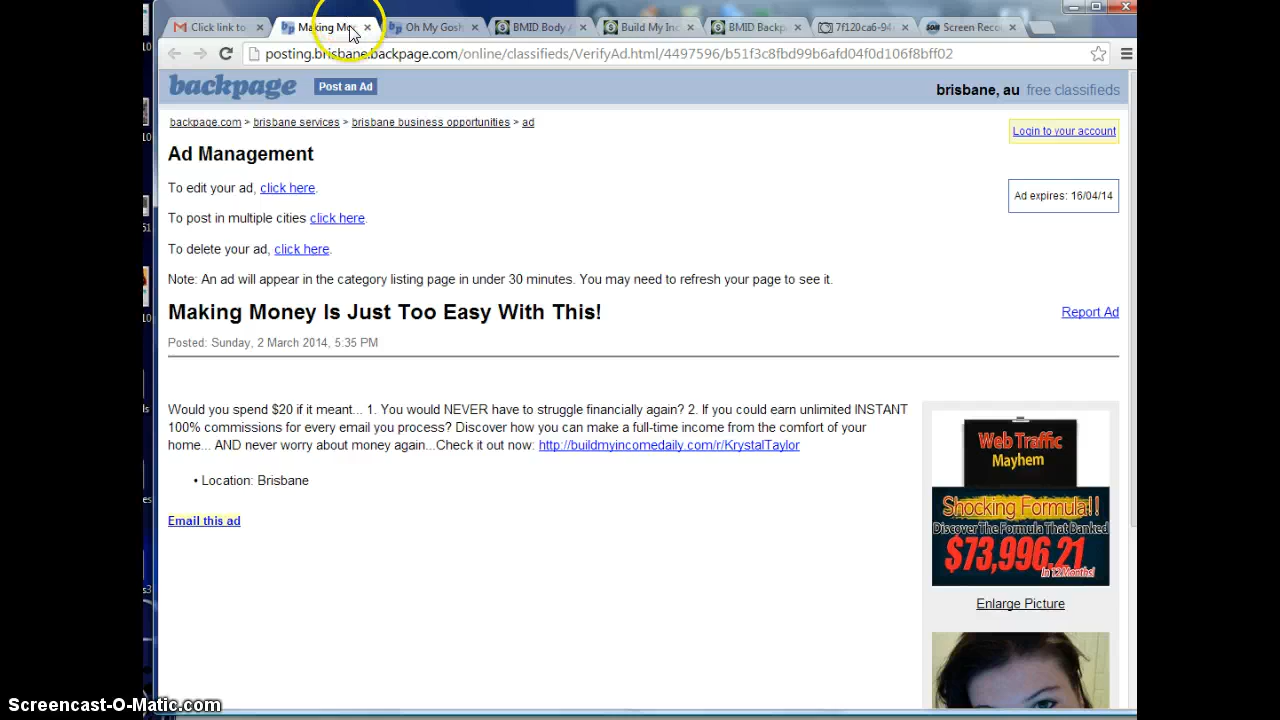 Click link to
Making Mo
Oh My Gosh
BMID Body
Build My Inc
BMID Backp
7f120ca6-94
Screen Reco
posting.brisbane.backpage.com/online/classifieds/VerifyAd.html/4497596/b51f3c8fbd99b6afd04f0d106f8bff02
backpage
Post an Ad
brisbane, au free classifieds
backpage.com > brisbane services > brisbane business opportunities > ad
Login to your account
Ad Management
To edit your ad, click here.
Ad expires: 16/04/14
To post in multiple cities click here.
To delete your ad, click here.
Note: An ad will appear in the category listing page in under 30 minutes. You may need to refresh your page to see it.
Making Money Is Just Too Easy With This!
Report Ad
Posted: Sunday, 2 March 2014, 5:35 PM
Would you spend $20 if it meant... 1. You would NEVER have to struggle financially again? 2. If you could earn unlimited INSTANT
100% commissions for every email you process? Discover how you can make a full-time income from the comfort of your
home... AND never worry about money again...Check it out now: http://buildmyincomedaily.com/r/KrystalTaylor
• Location: Brisbane
Email this ad
Web Traffic
Mayhem
Shocking Formula!!
Discover The Formula That Banked
$73,996.21
In 12 Months!
Enlarge Picture
Screencast-O-Matic.com